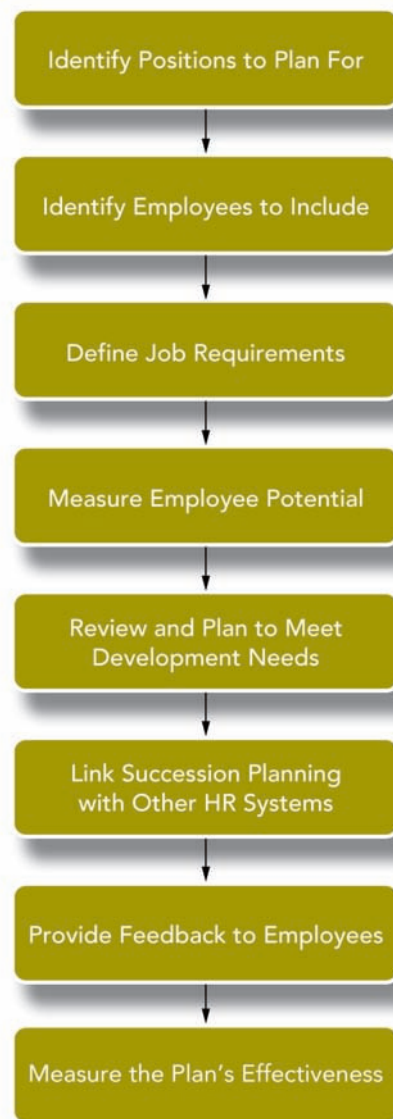 Identify Positions to Plan For
Identify Employees to Include
Define Job Requirements
Measure Employee Potential
Review and Plan to Meet
Development Needs
Link Succession Planning
with Other HR Systems
Provide Feedback to Employees
Measure the Plan's Effectiveness